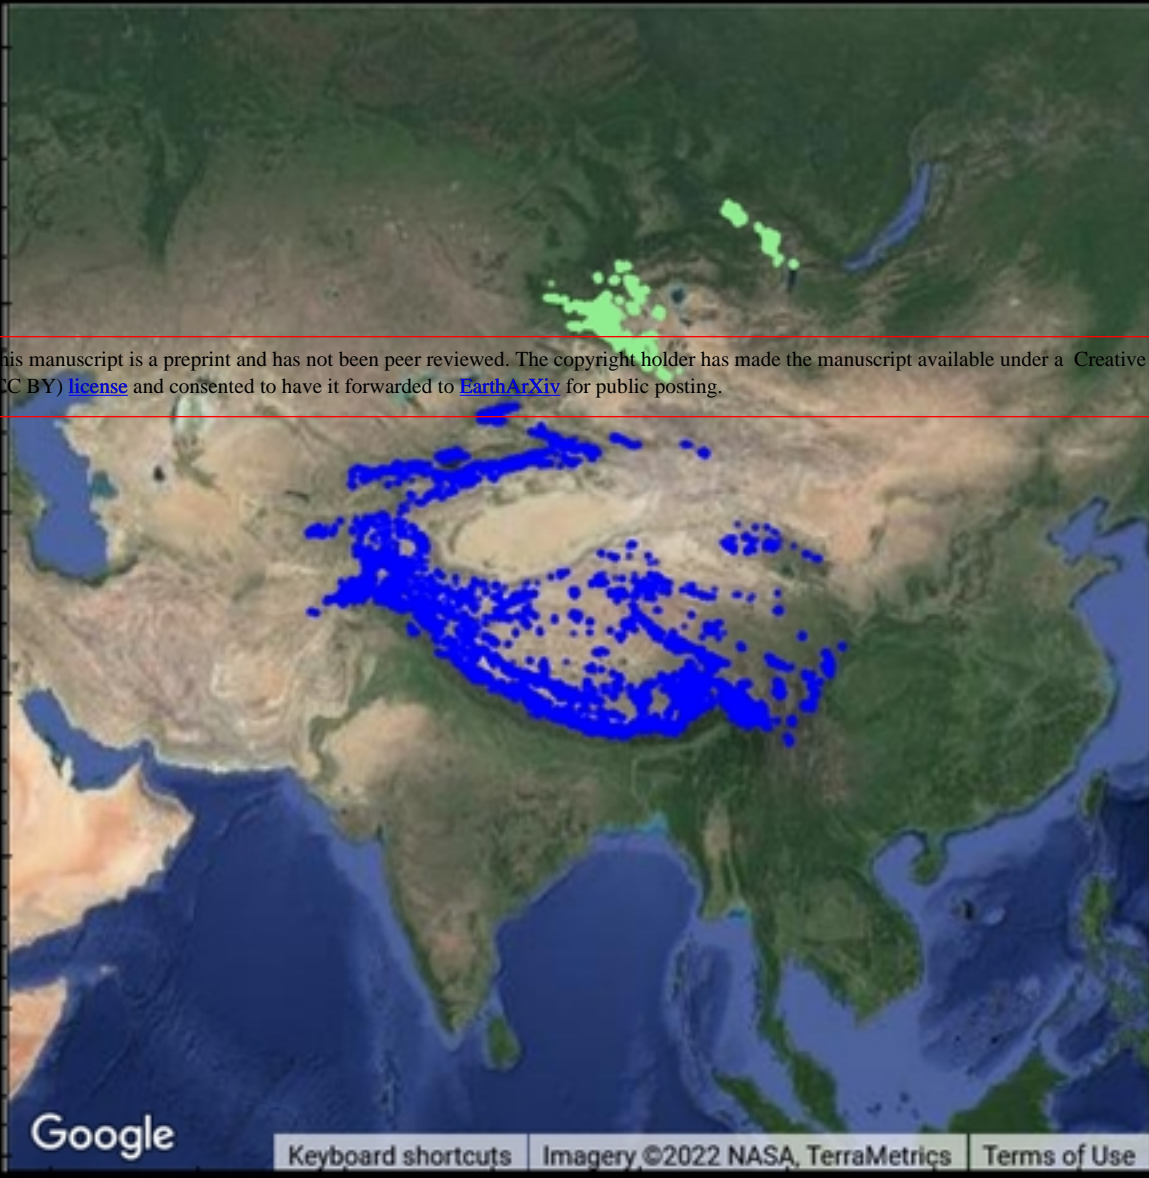 his manuscript is a preprint and has not been peer reviewed. The copyright holder has made the manuscript available under a Creative
CC BY) license and consented to have it forwarded to EarthArXiv for public posting.
Google
Keyboard shortcuts
Imagery ©2022 NASA, TerraMetrics
Terms of Use